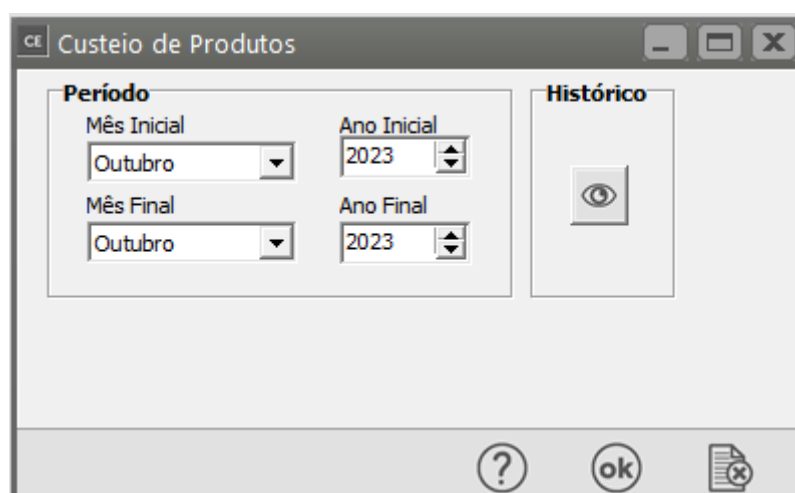 CE Custeio de Produtos
Período
Histórico
Mês Inicial
Ano Inicial
Outubro
2023
Mês Final
Ano Final
Outubro
2023
?
ok